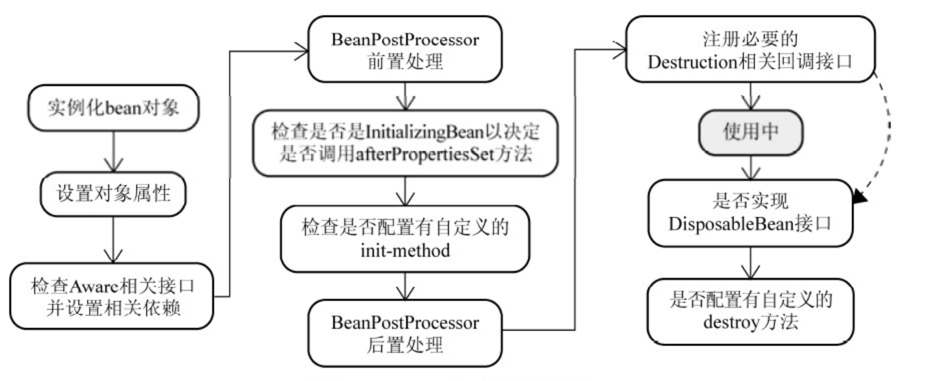 实例化bean对象
设置对象属性
检查Aware相关接口
并设置相关依赖
BeanPostProcessor
前置处理
检查是否是InitializingBean以决定
是否调用afterPropertiesSet方法
检查是否配置有自定义的
init-method
BeanPostProcessor
后置处理
注册必要的
Destruction相关回调接口
使用中
是否实现
DisposableBean接口
是否配置有自定义的
destroy方法